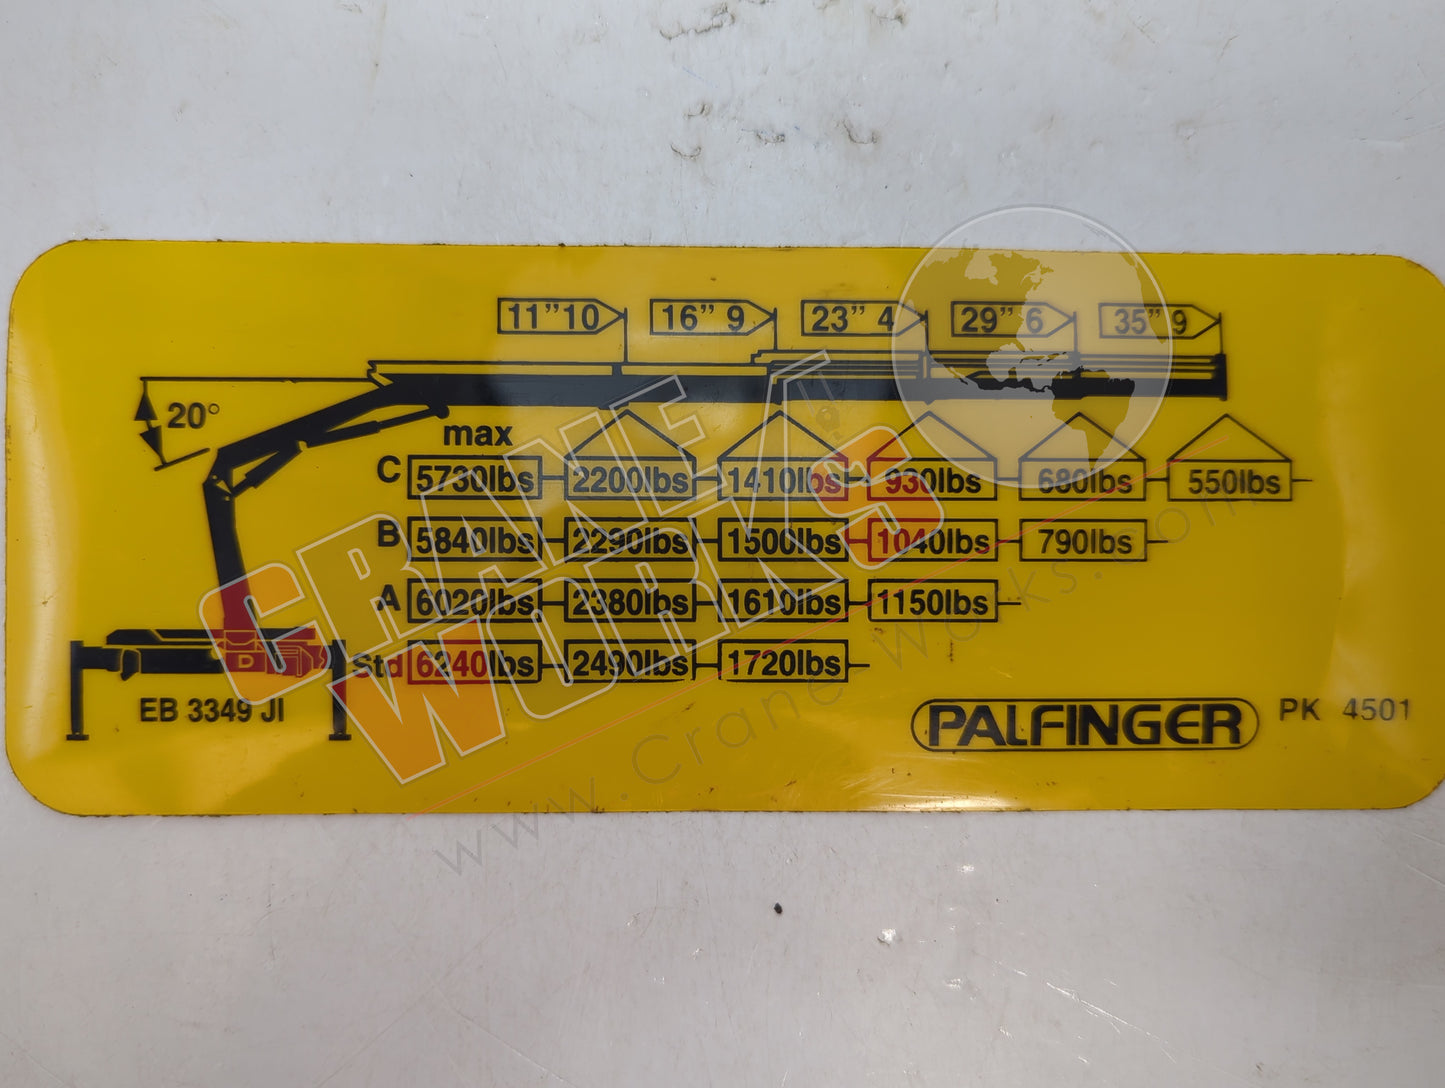 11”10 16” 9 23” 4 29” 6 35” 9
20°
max
C 5730lbs 2200lbs 1410lbs 930lbs 680lbs 550lbs
B 5840lbs 2290lbs 1500lbs 1040lbs 790lbs
A 6020lbs 2380lbs 1610lbs 1150lbs
Std 6240lbs 2490lbs 1720lbs
D
EB 3349 JI
PALFINGER PK 4501
CRANE
WORKS
www.Crane-works.com